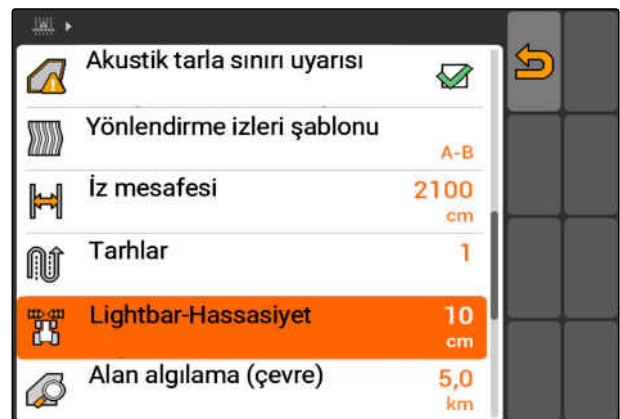 Akustik tarla sınırı uyarısı
Yönlendirme izleri şablonu
A-B
İz mesafesi
2100
cm
Tarhlar
1
Lightbar-Hassasiyet
10
cm
Alan algılama (çevre)
5,0
km